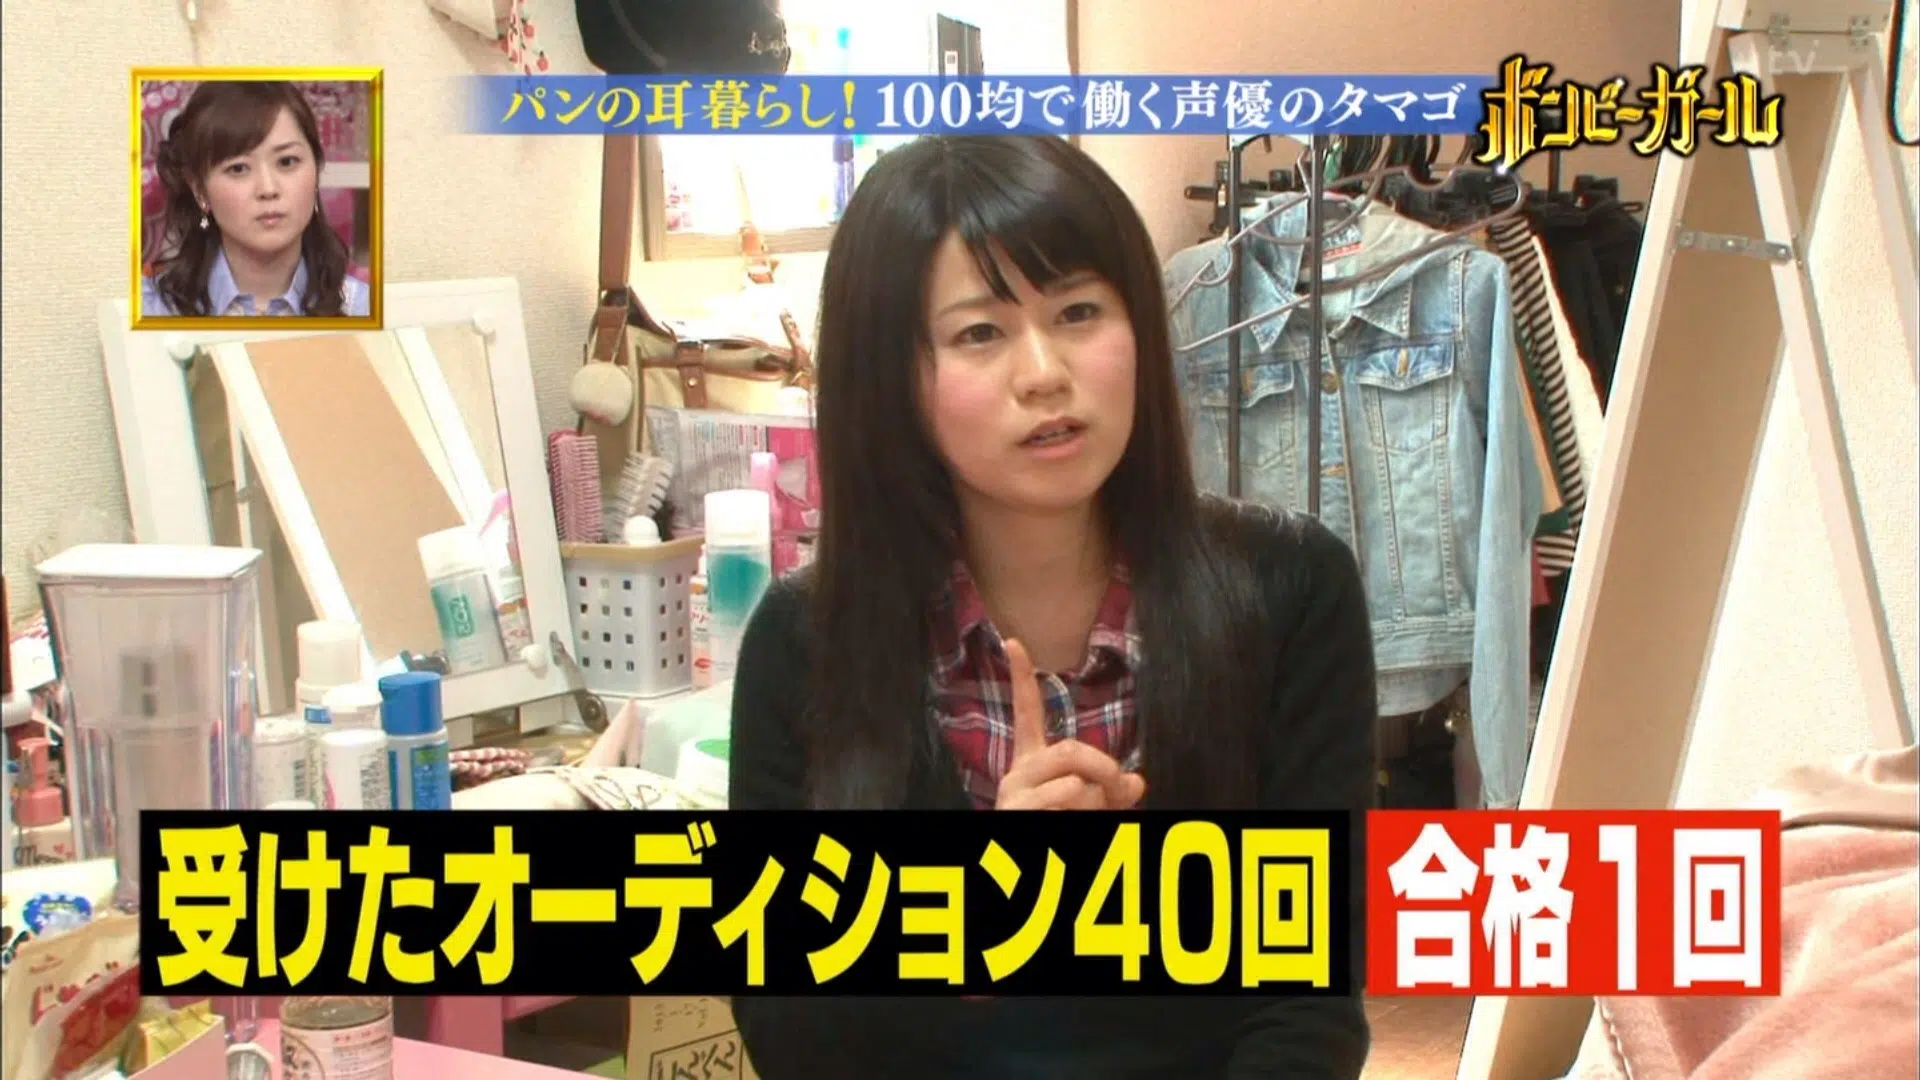 パンの耳暮らし！100均で働く声優のタマゴ
ボンビーガール
tv
受けたオーディション40回 合格1回